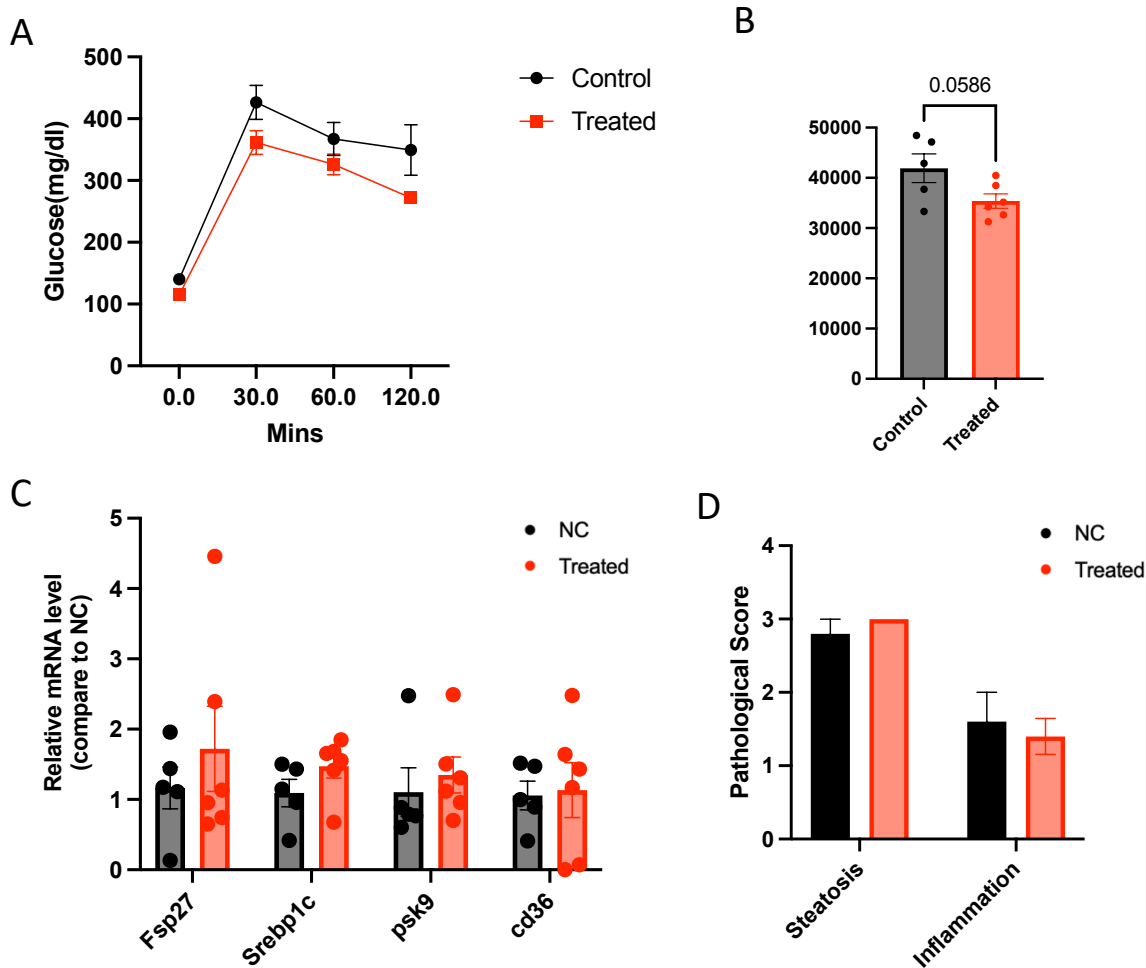 A
500
400
300
200
100
0
Glucose(mg/dl)
0.0
30.0
60.0
120.0
Mins
Control
Treated
B
0.0586
50000
40000
30000
20000
10000
0
Control
Treated
C
5
4
3
2
1
0
Relative mRNA level
(compare to NC)
NC
Treated
Fsp27
Srebp1c
psk9
cd36
D
4
3
2
1
0
Pathological Score
NC
Treated
Steatosis
Inflammation